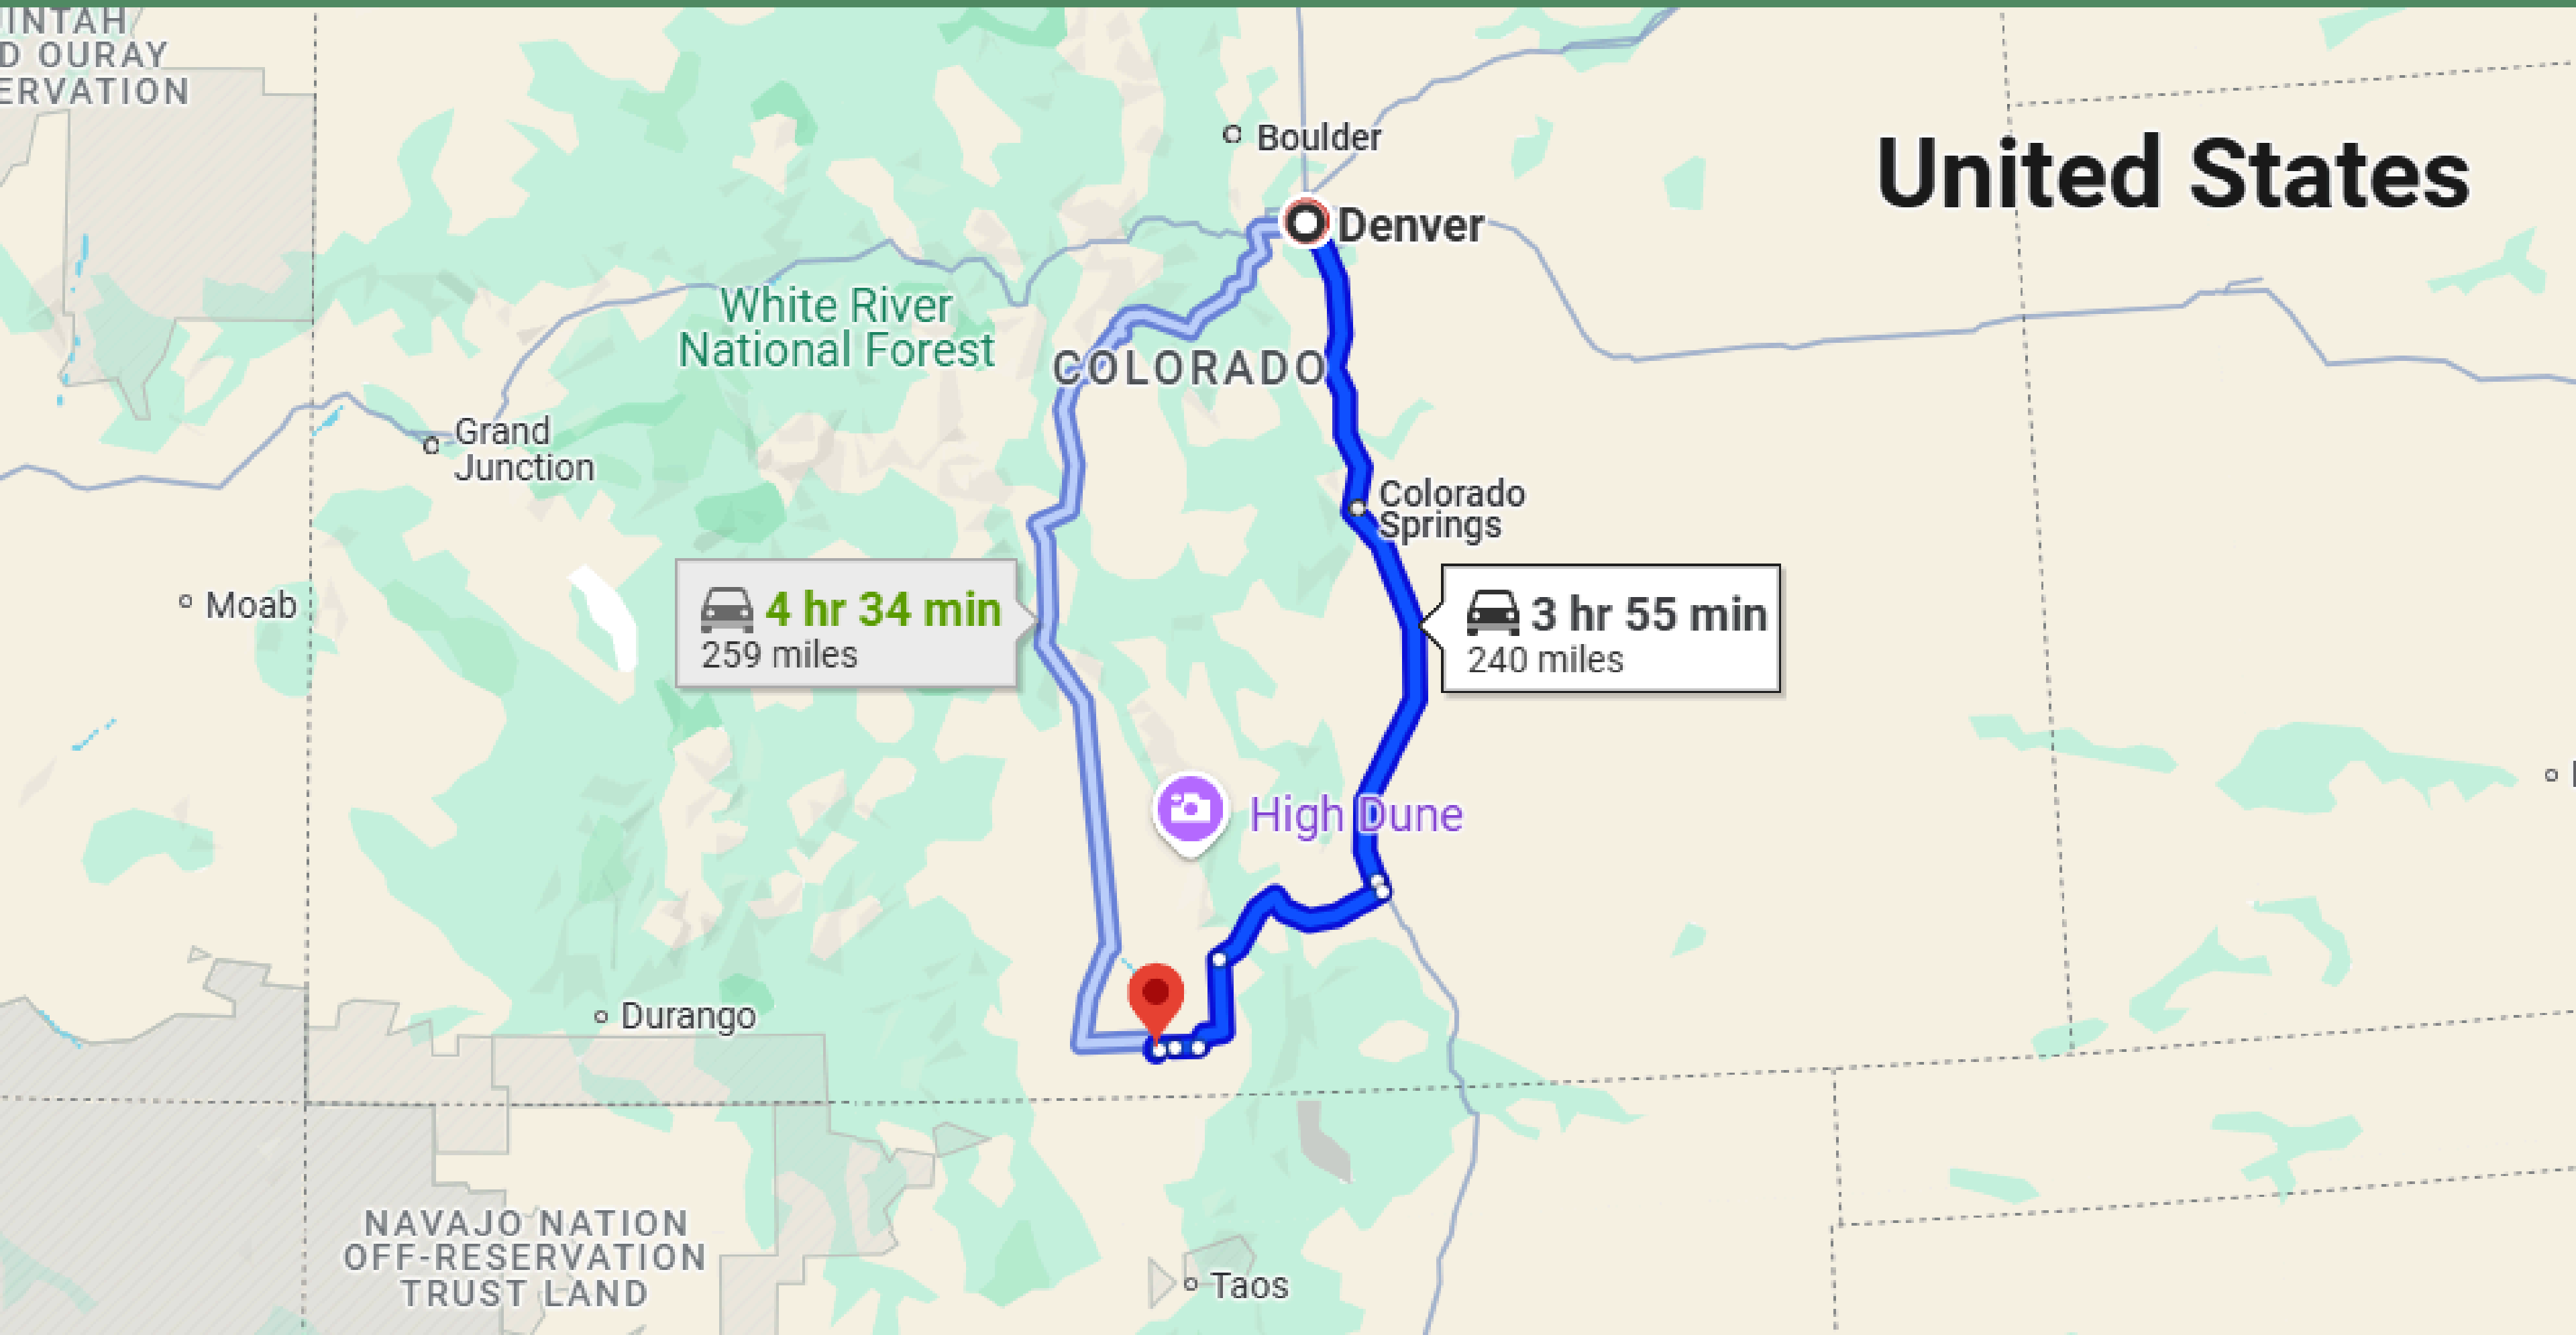 INTAH
D OURAY
ERVATION
Boulder
United States
Denver
White River
National Forest
COLORADO
Grand
Junction
Colorado
Springs
4 hr 34 min
259 miles
3 hr 55 min
240 miles
Moab
High Dune
Durango
NAVAJO NATION
OFF-RESERVATION
TRUST LAND
Taos